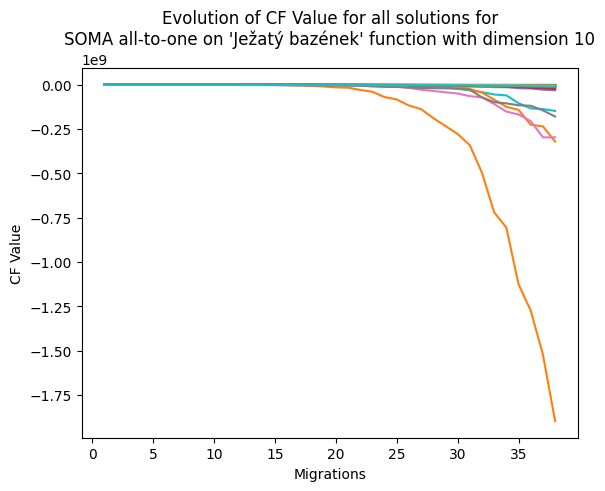 Evolution of CF Value for all solutions for
SOMA all-to-one on 'Ježatý bazének' function with dimension 10
1e9
0.00
−0.25
−0.50
−0.75
−1.00
−1.25
−1.50
−1.75
CF Value
0 5 10 15 20 25 30 35
Migrations